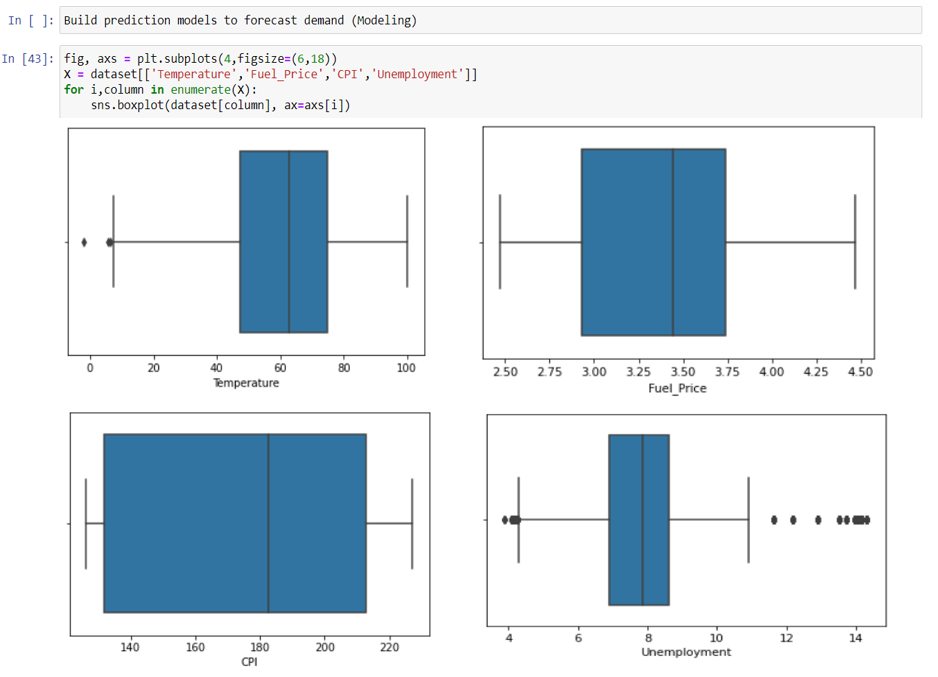 In [ ]: Build prediction models to forecast demand (Modeling)
In [43]: fig, axs = plt.subplots(4,figsize=(6,18))
X = dataset[['Temperature','Fuel_Price','CPI','Unemployment']]
for i,column in enumerate(X):
    sns.boxplot(dataset[column], ax=axs[i])
0 20 40 60 80 100
Temperature
2.50 2.75 3.00 3.25 3.50 3.75 4.00 4.25 4.50
Fuel_Price
140 160 180 200 220
CPI
4 6 8 10 12 14
Unemployment